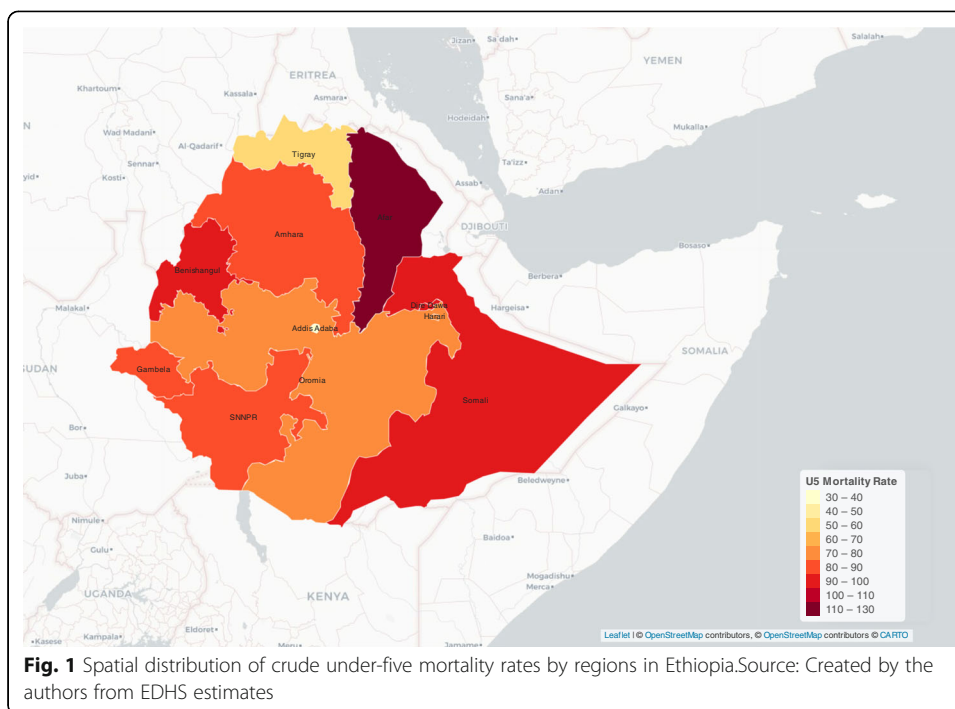 Jizan
Sa'dah
Salalah
ERITREA
YEMEN
Khartoum
Kassala
Asmara
Sana'a
Wad Madani
Hodeidah
Mukalla
Al-Qadarif
Tigray
Sennar
Ta'izz
Kosti
Assab
'Adan
DJIBOUTI
Amhara
Bosaso
Benishangul
Berbera
Malakal
Dire Dawa
Hargeisa
Harari
Addis Adaba
SOMALIA
SUDAN
Gambela
Oromia
Somali
Galkayo
SNNPR
Bor
Juba
Beledweyne
Nimule
Baidoa
Gulu
Mogadishu
Merca
UGANDA
KENYA
Kasese
Kampala
Eldoret
Meru
Jamame
U5 Mortality Rate
30 – 40
40 – 50
50 – 60
60 – 70
70 – 80
80 – 90
90 – 100
100 – 110
110 – 130
Leaflet | © OpenStreetMap contributors, © OpenStreetMap contributors © CARTO
Fig. 1 Spatial distribution of crude under-five mortality rates by regions in Ethiopia.Source: Created by the
authors from EDHS estimates